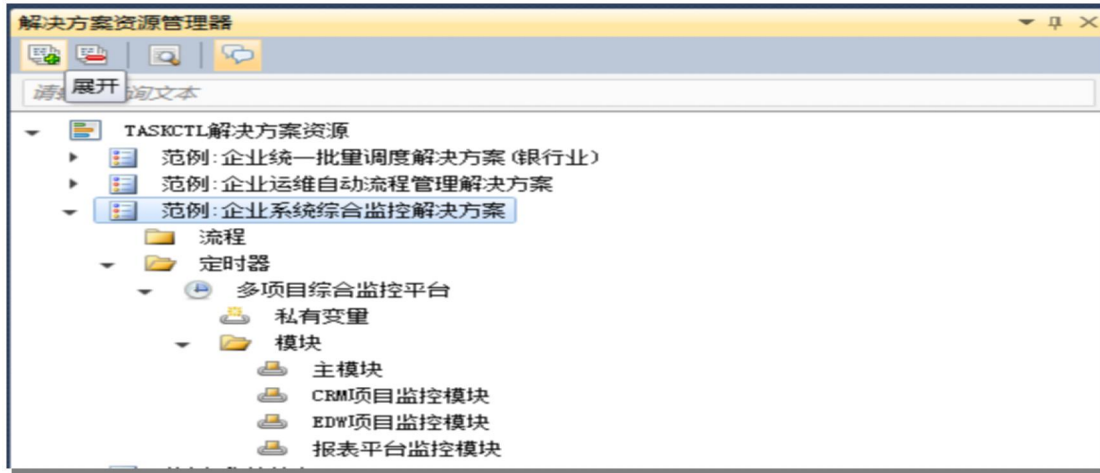 解决方案资源管理器
展开
请 询文本
TASKCTL解决方案资源
范例:企业统一批量调度解决方案(银行业)
范例:企业运维自动流程管理解决方案
范例:企业系统综合监控解决方案
流程
定时器
多项目综合监控平台
私有变量
模块
主模块
CRM项目监控模块
EDW项目监控模块
报表平台监控模块